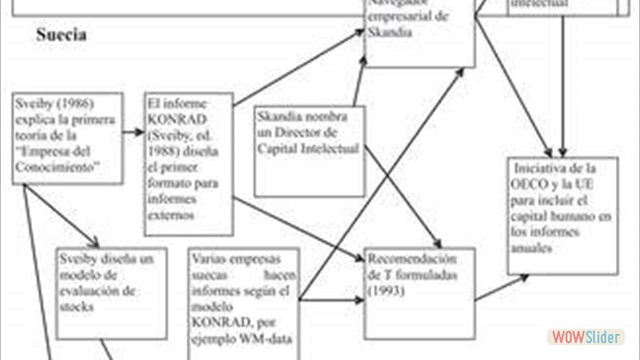 Navegador
empresarial de
Skandia
intelectual
Suecia
Sveiby (1986)
explica la primera
teoría de la
“Empresa del
Conocimiento”
El informe
KONRAD
(Sveiby, ed.
1988) diseña
el primer
formato para
informes
externos
Skandia nombra
un Director de
Capital Intelectual
Iniciativa de la
OECO y la UE
para incluir el
capital humano en
los informes
anuales
Sveiby diseña un
modelo de
evaluación de
stocks
Varias empresas
suecas hacen
informes según el
modelo
KONRAD, por
ejemplo WM-data
Recomendación
de T formuladas
(1993)
WOWSlider